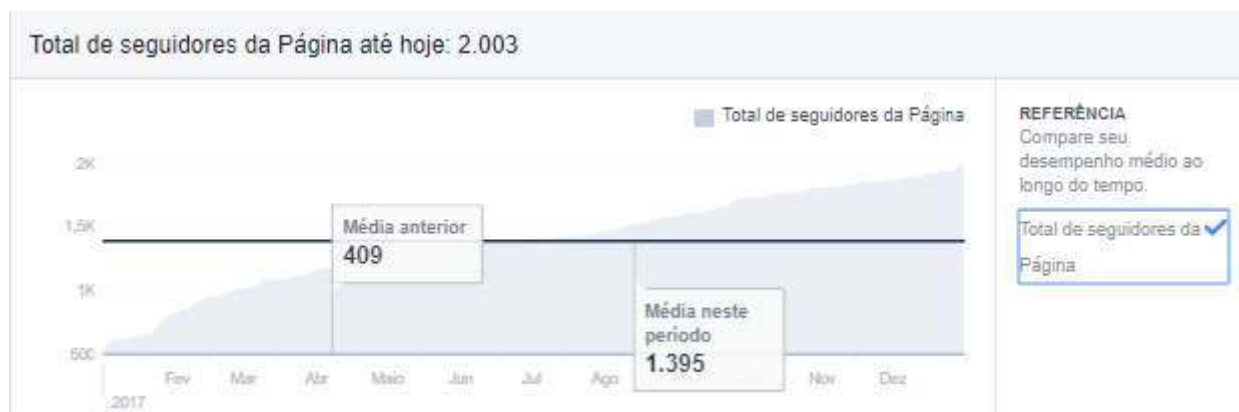 Total de seguidores da Página até hoje: 2.003
Total de seguidores da Página
REFERÊNCIA
Compare seu
desempenho médio ao
longo do tempo.
Total de seguidores da
Página
2K
1,5K
1K
500
Média anterior
409
Média neste
período
1.395
Fev Mar Abr Maio Jun Jul Ago Nov Dez
2017